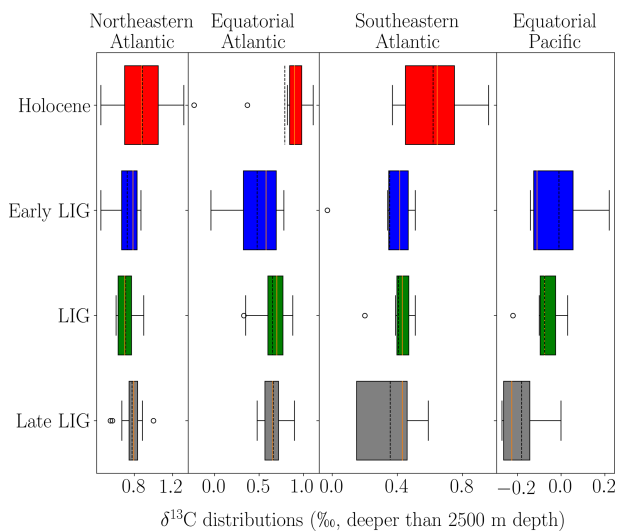 Northeastern Atlantic
Equatorial Atlantic
Southeastern Atlantic
Equatorial Pacific
Holocene
Early LIG
LIG
Late LIG
0.8 1.2 0.0 0.5 1.0 0.4 0.8 −0.2 0.0 0.2
δ¹³C distributions (‰, deeper than 2500 m depth)